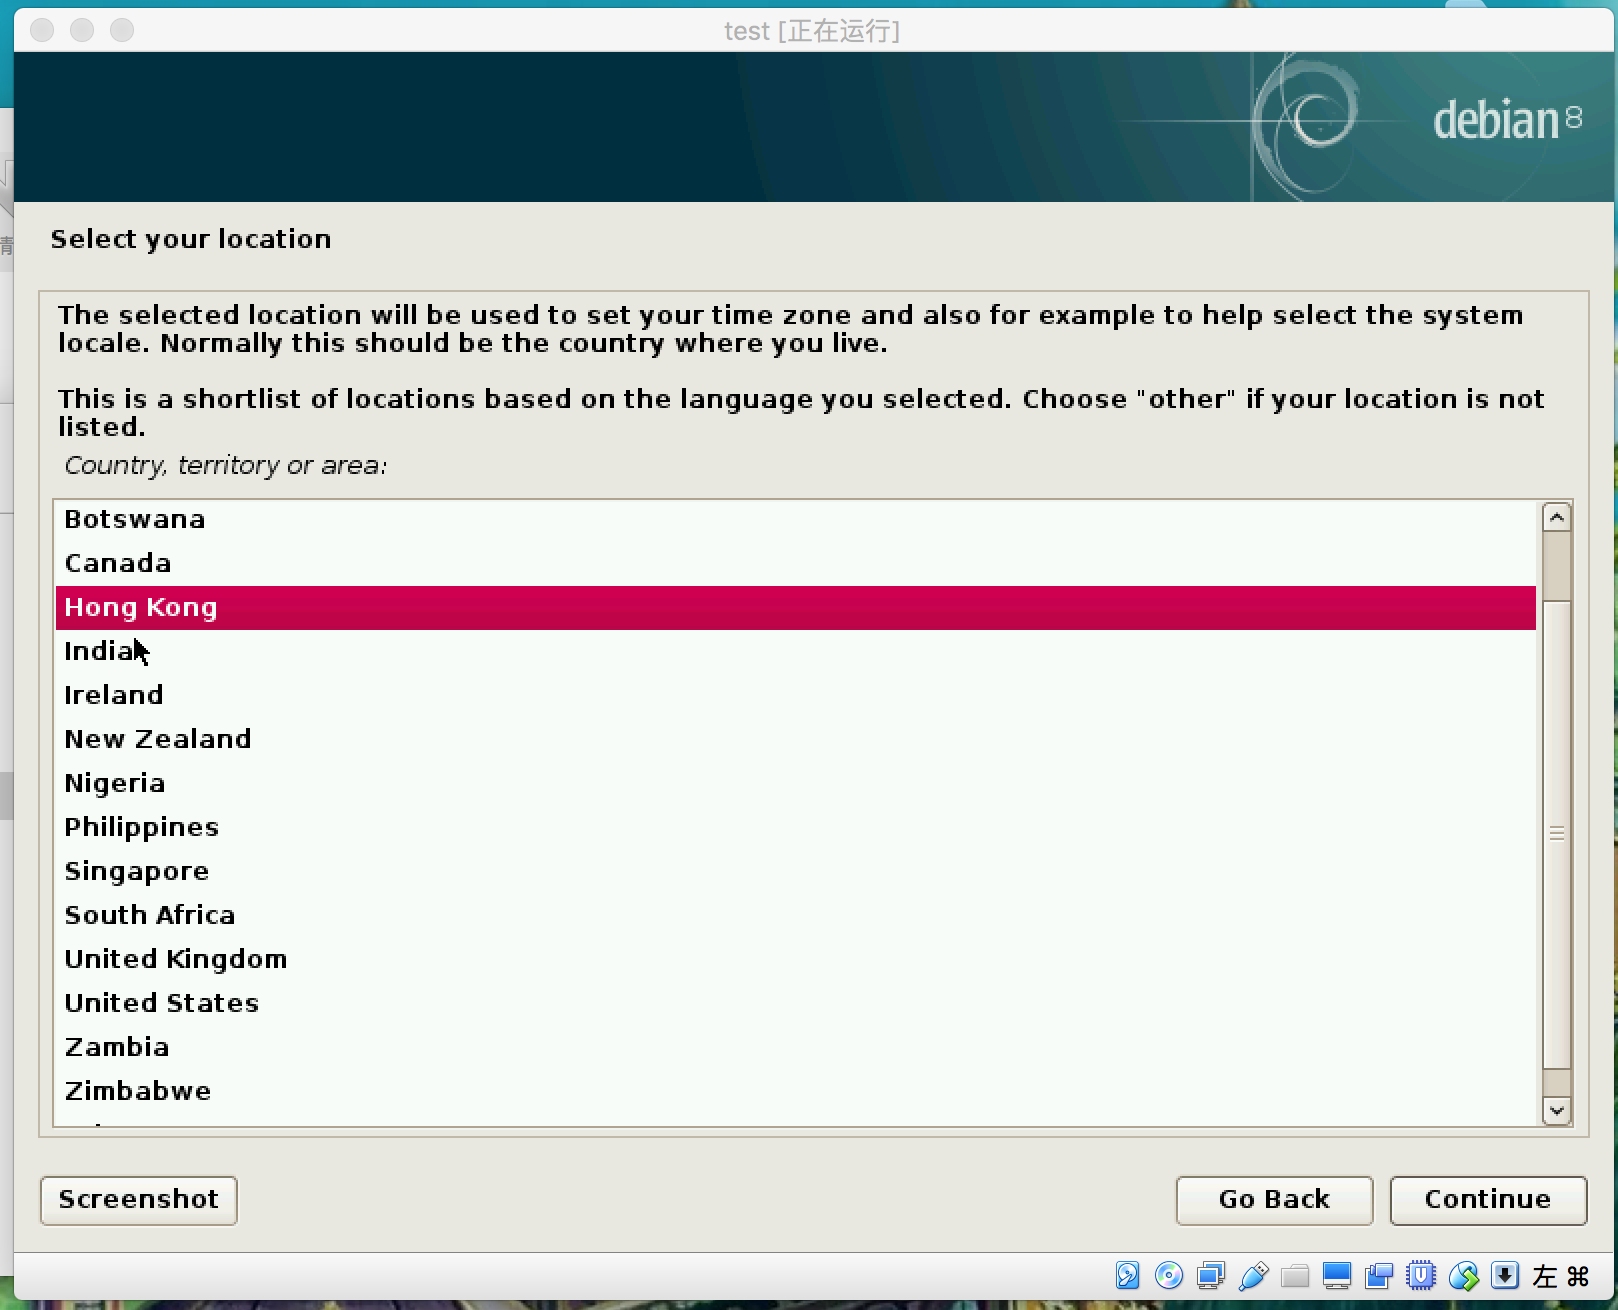 test [正在运行]
debian 8
Select your location
The selected location will be used to set your time zone and also for example to help select the system
locale. Normally this should be the country where you live.
This is a shortlist of locations based on the language you selected. Choose "other" if your location is not
listed.
Country, territory or area:
Botswana
Canada
Hong Kong
India
Ireland
New Zealand
Nigeria
Philippines
Singapore
South Africa
United Kingdom
United States
Zambia
Zimbabwe
Screenshot
Go Back
Continue
左 ⌘